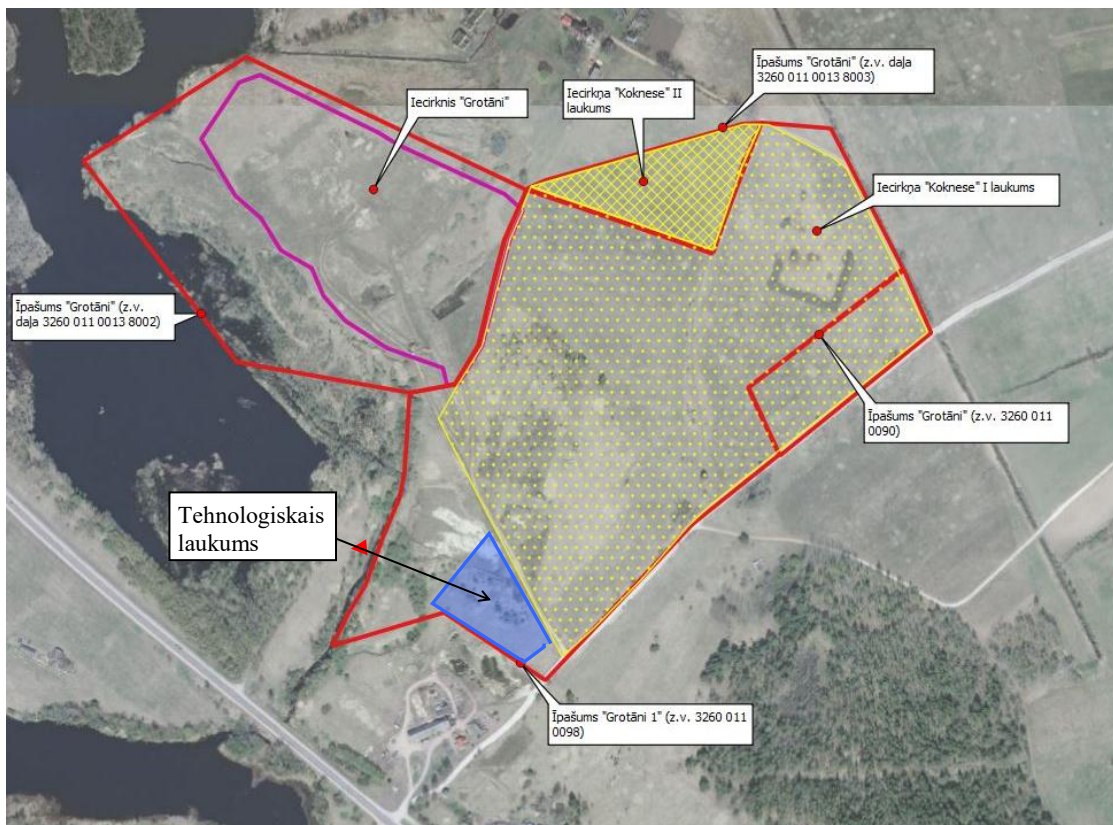 Īpašums "Grotāni" (z.v. daļa
3260 011 0013 8003)
Iecirkņa "Koknese" II
laukums
Iecirknis "Grotāni"
Iecirkņa "Koknese" I laukums
Īpašums "Grotāni" (z.v.
daļa 3260 011 0013 8002)
Īpašums "Grotāni" (z.v. 3260 011
0090)
Tehnoloģiskais
laukums
Īpašums "Grotāni 1" (z.v. 3260 011
0098)